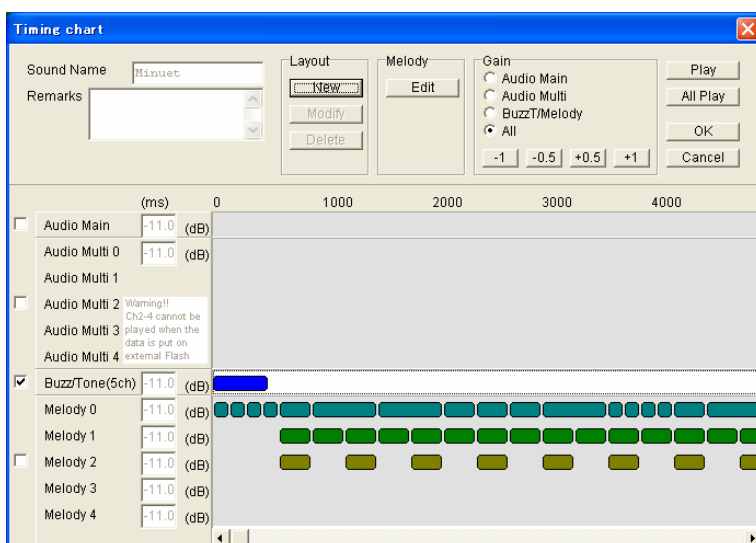 Timing chart
Sound Name Minuet
Remarks
Layout
New
Modify
Delete
Melody
Edit
Gain
Audio Main
Audio Multi
BuzzT/Melody
All
-1 -0.5 +0.5 +1
Play
All Play
OK
Cancel
(ms) 0 1000 2000 3000 4000
Audio Main -11.0 (dB)
Audio Multi 0 -11.0 (dB)
Audio Multi 1
Audio Multi 2
Audio Multi 3
Audio Multi 4
Warning!!
Ch2-4 cannot be
played when the
data is put on
external Flash
Buzz/Tone(5ch) -11.0 (dB)
Melody 0 -11.0 (dB)
Melody 1 -11.0 (dB)
Melody 2 -11.0 (dB)
Melody 3 -11.0 (dB)
Melody 4 -11.0 (dB)